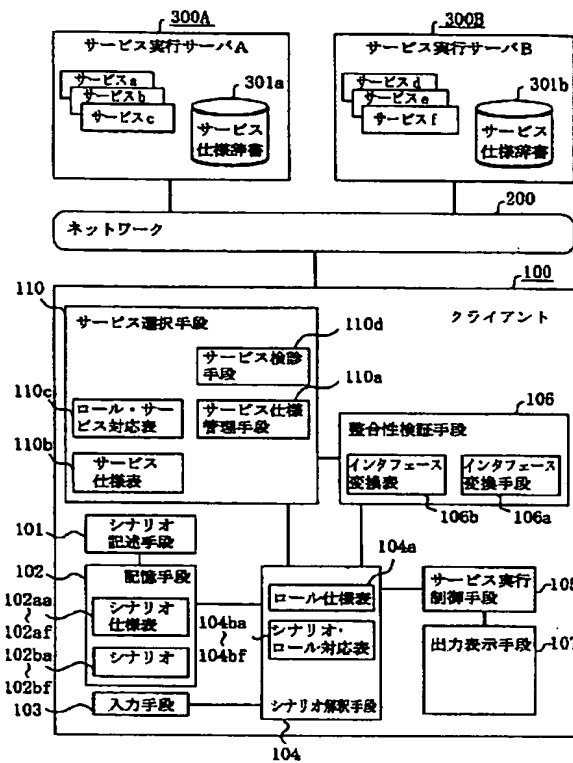 300A
300B
サービス実行サーバA
サービス実行サーバB
サービスa
サービスb
サービスc
301a
サービス
仕様辞書
サービスd
サービスe
サービスf
301b
サービス
仕様辞書
200
ネットワーク
100
クライアント
110
サービス選択手段
110d
サービス検診
手段
110a
110c
ロール・サー
ビス対応表
サービス仕様
管理手段
110b
サービス
仕様表
106
整合性検証手段
インタフェース
変換表
インタフェース
変換手段
106b
106a
101
シナリオ
記述手段
102
記憶手段
102aa
~
102af
シナリオ
仕様表
102ba
~
102bf
シナリオ
103
入力手段
104a
ロール仕様表
104ba
~
104bf
シナリオ・
ロール対応表
シナリオ解釈手段
104
サービス実行
制御手段
105
出力表示手段
107